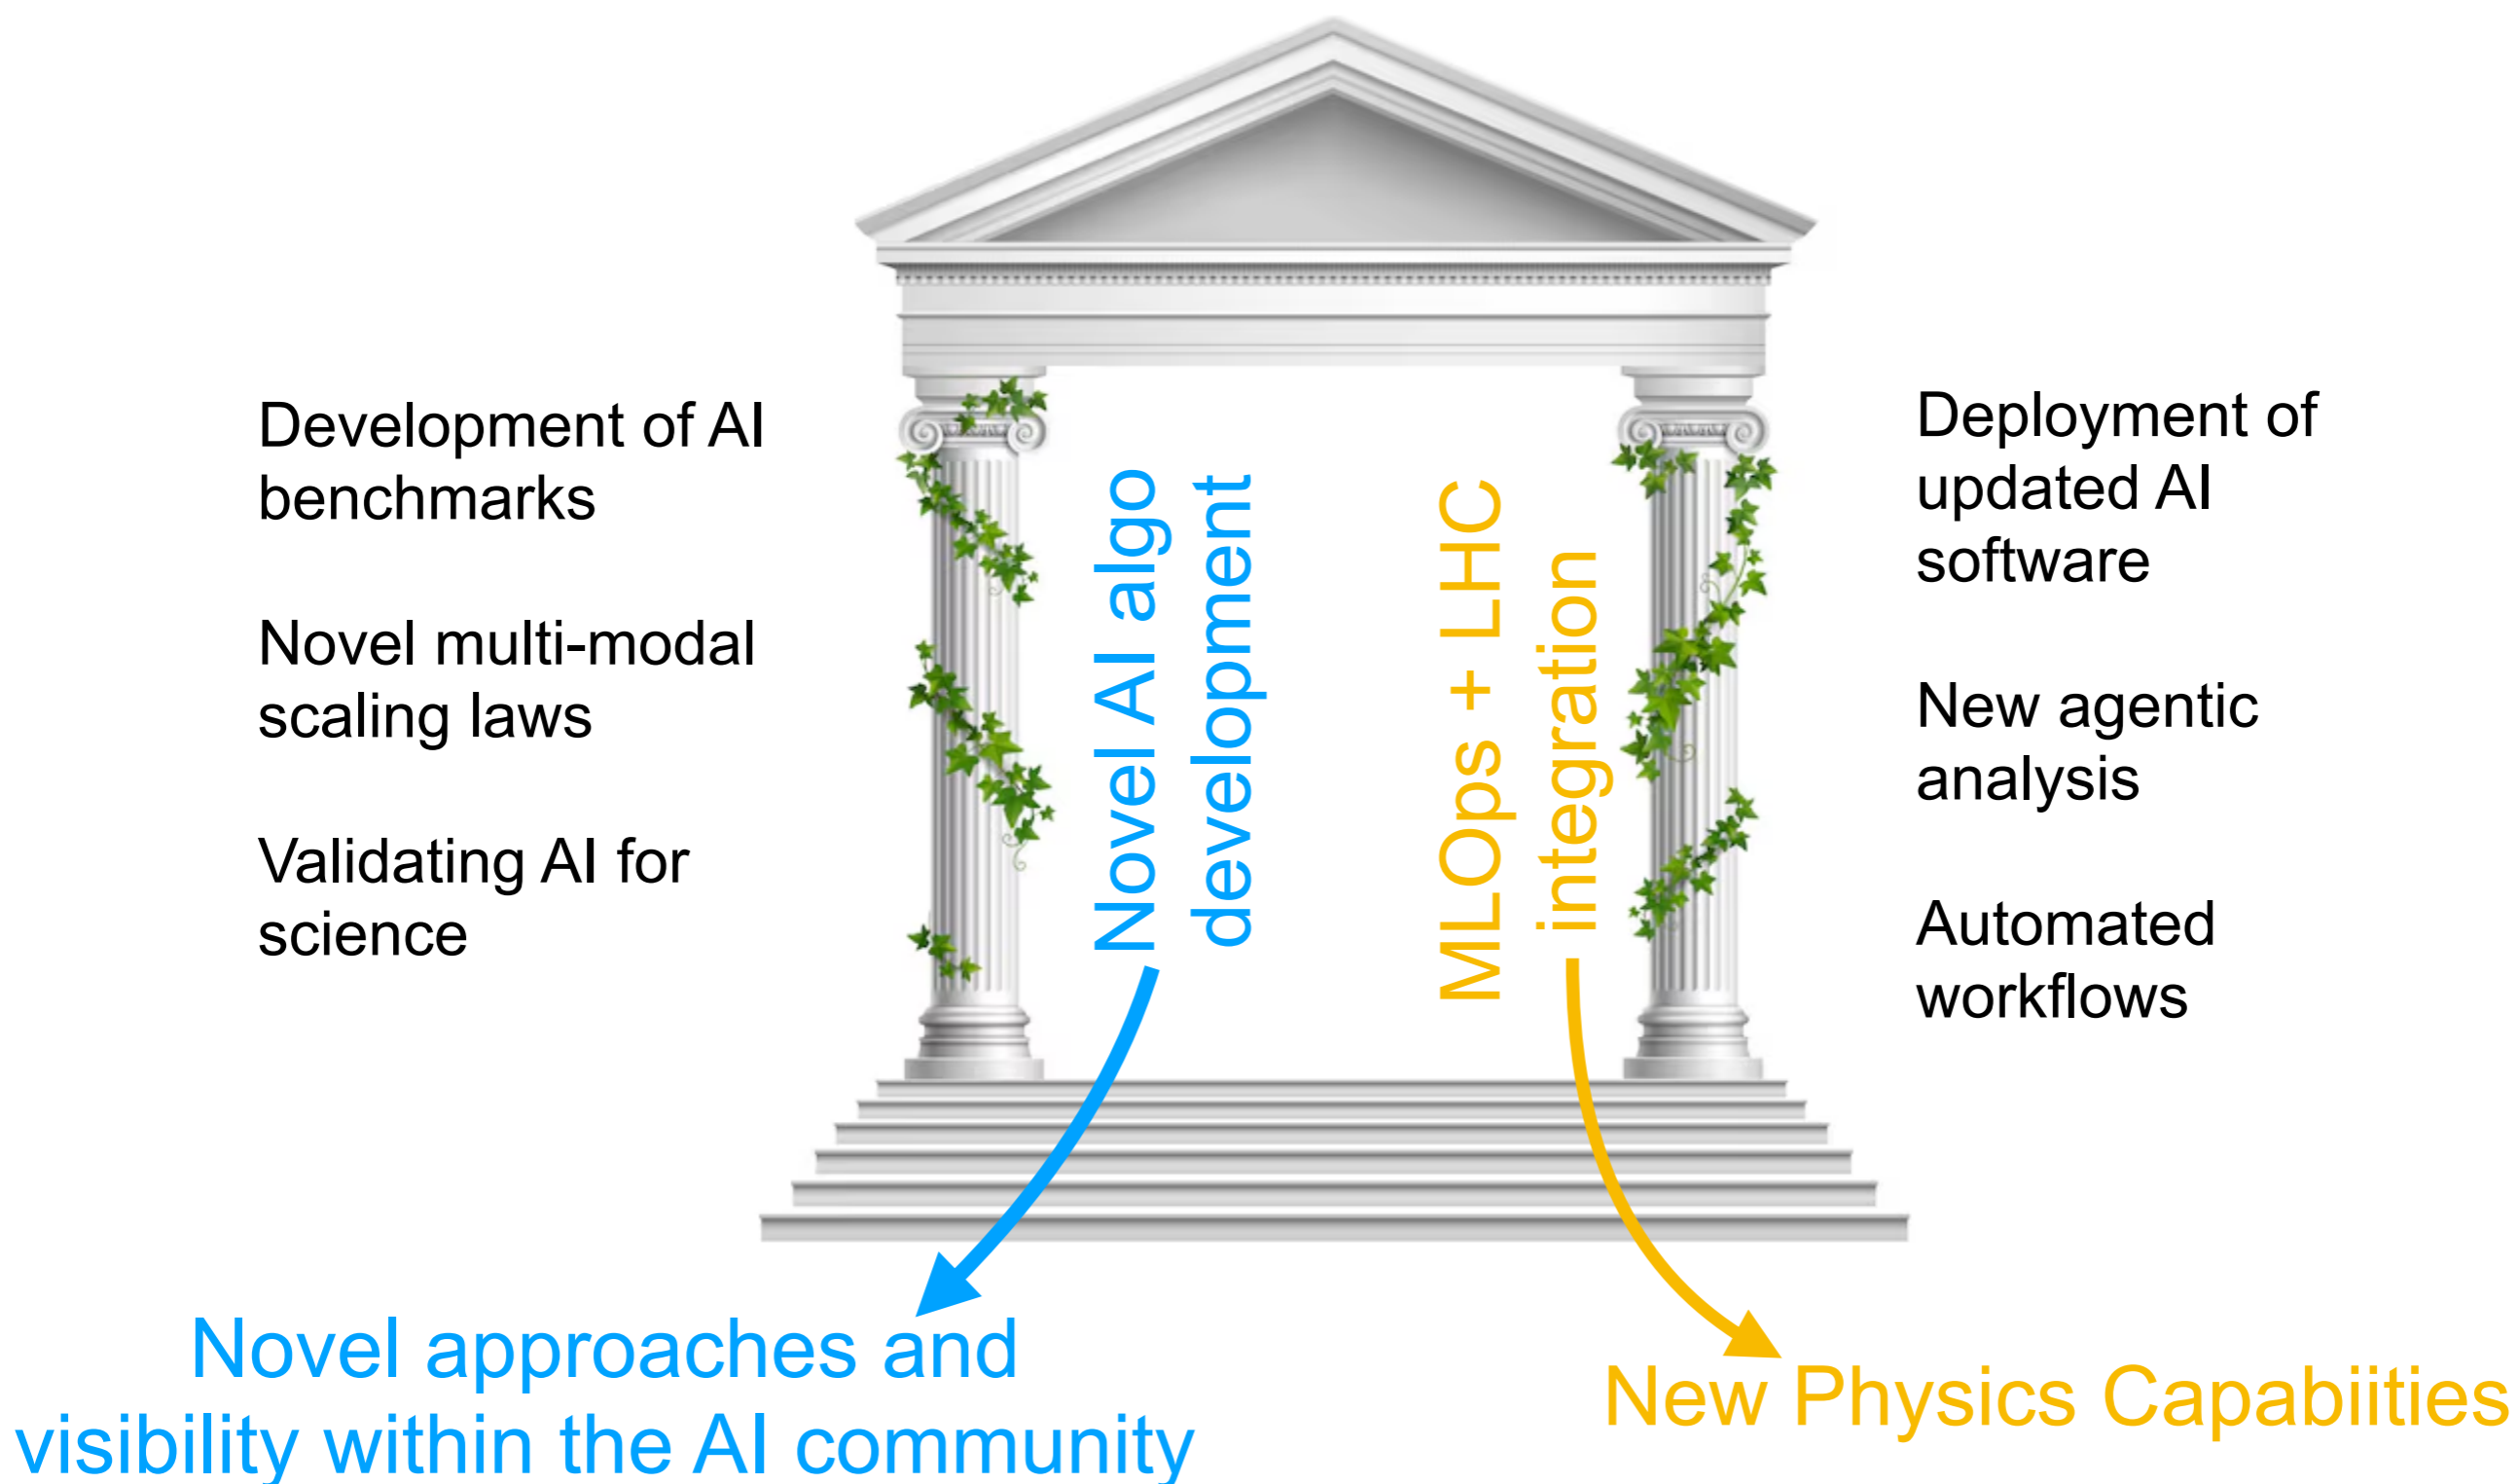 Development of AI
benchmarks
Novel multi-modal
scaling laws
Validating AI for
science
Novel AI algo
development
MLOps + LHC
integration
Deployment of
updated AI
software
New agentic
analysis
Automated
workflows
Novel approaches and
visibility within the AI community
New Physics Capabiities